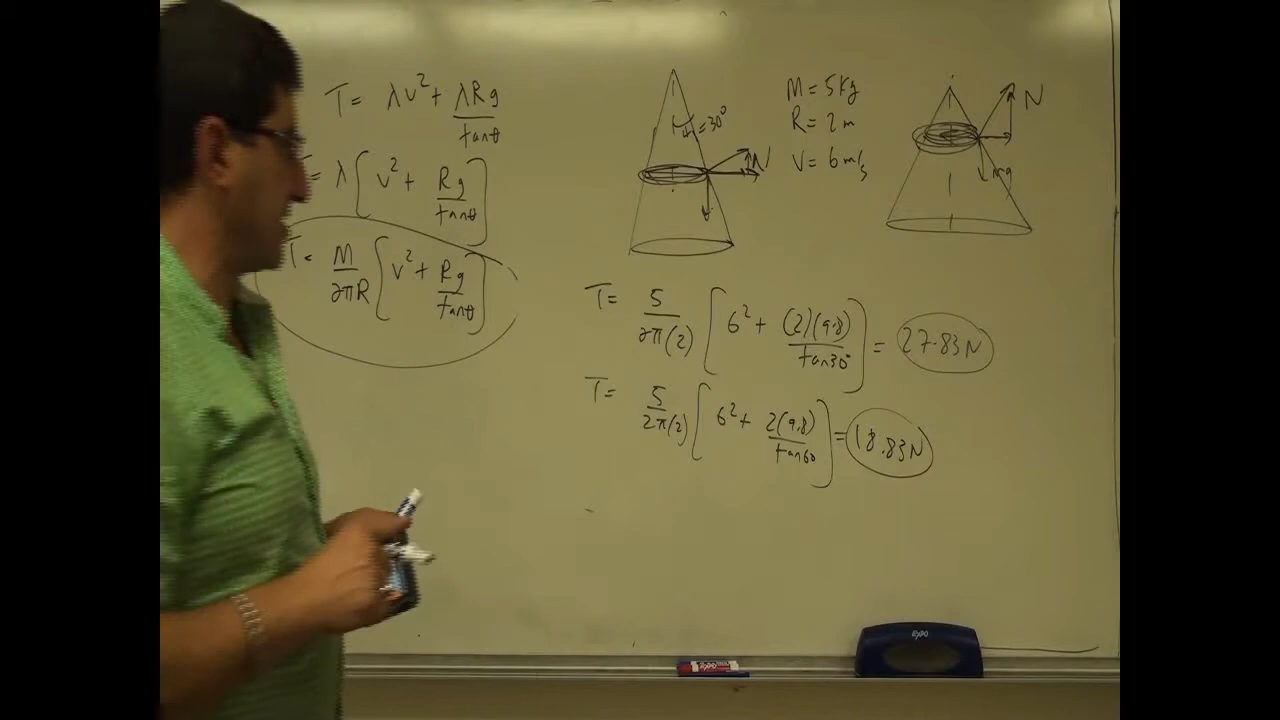 T = λv² + λRg/tanθ
= λ[v² + Rg/tanθ]
T = M/2πR [v² + Rg/tanθ]
30°
N
M = 5Kg
R = 2m
V = 6m/s
N
mg
T = 5/2π(2) [6² + (2)(9.8)/tan30°] = 27.83N
T = 5/2π(2) [6² + 2(9.8)/tan60] = 18.83N
EXPO
EXPO